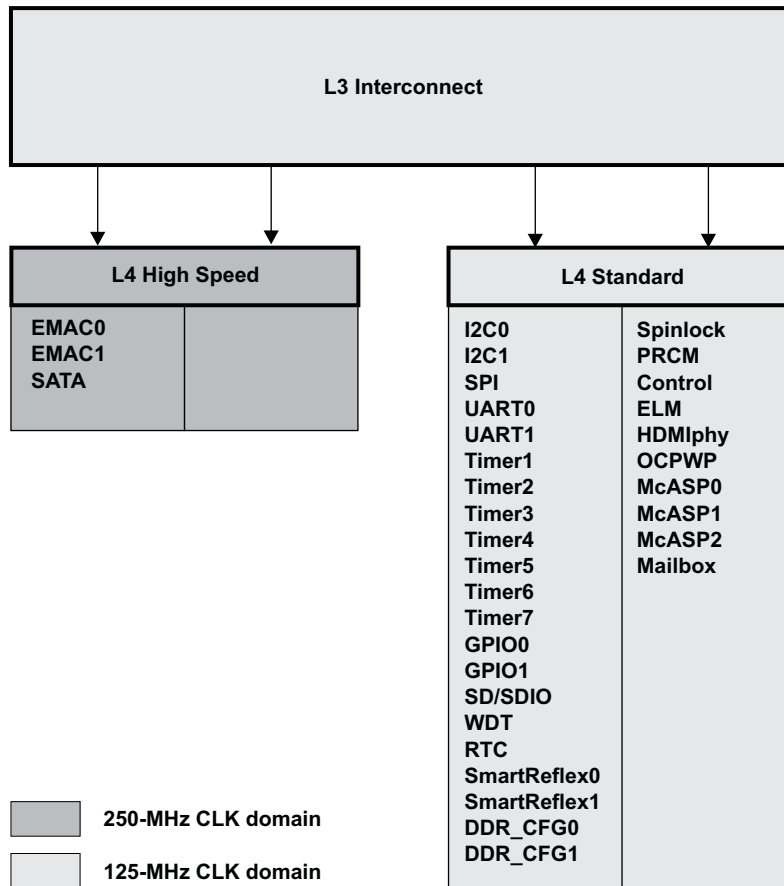 L3 Interconnect
L4 High Speed
EMAC0
EMAC1
SATA
L4 Standard
I2C0
I2C1
SPI
UART0
UART1
Timer1
Timer2
Timer3
Timer4
Timer5
Timer6
Timer7
GPIO0
GPIO1
SD/SDIO
WDT
RTC
SmartReflex0
SmartReflex1
DDR_CFG0
DDR_CFG1
Spinlock
PRCM
Control
ELM
HDMIphy
OCPWP
McASP0
McASP1
McASP2
Mailbox
250-MHz CLK domain
125-MHz CLK domain